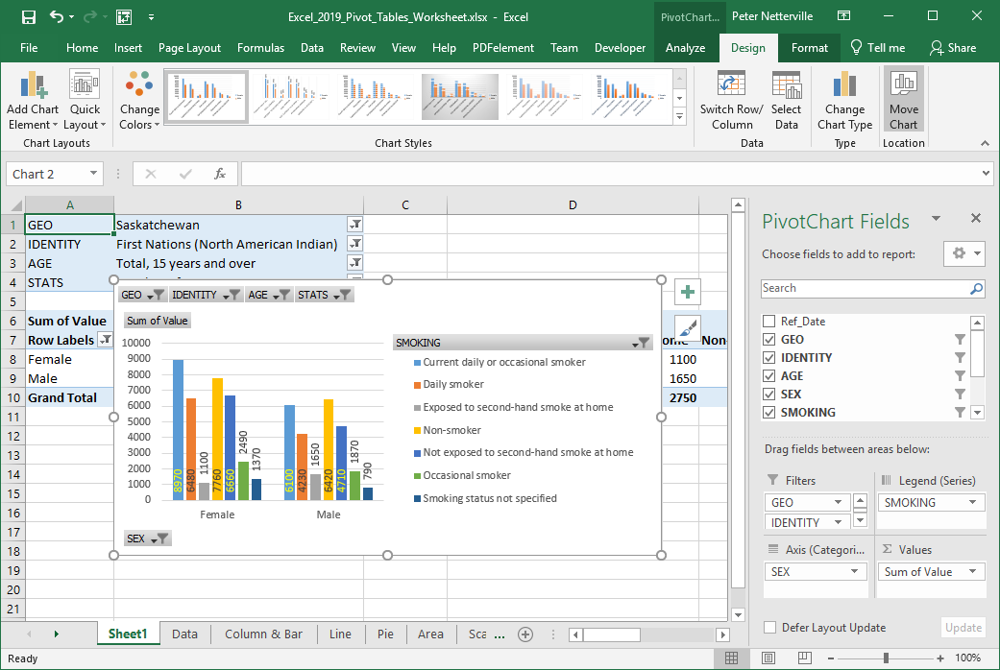 Excel_2019_Pivot_Tables_Worksheet.xlsx - Excel
PivotChart...
Peter Netterville
File Home Insert Page Layout Formulas Data Review View Help PDFelement Team Developer Analyze Design Format Tell me Share
Add Chart Element
Quick Layout
Change Colors
Switch Row/ Column
Select Data
Change Chart Type
Move Chart
Chart Layouts
Chart Styles
Data
Type
Location
Chart 2
fx
A B C D
1 GEO Saskatchewan
2 IDENTITY First Nations (North American Indian)
3 AGE Total, 15 years and over
4 STATS
5
6 Sum of Value
7 Row Labels Non-
8 Female 1100
9 Male 1650
10 Grand Total 2750
11
12
13
14
15
16
17
18
19
20
21
GEO IDENTITY AGE STATS
Sum of Value
10000
9000
8000
7000
6000
5000
4000
3000
2000
1000
0
8970 6480 1100 7760 6660 2490 1370
6100 4230 1650 6420 4710 1870 790
Female Male
SEX
SMOKING
Current daily or occasional smoker
Daily smoker
Exposed to second-hand smoke at home
Non-smoker
Not exposed to second-hand smoke at home
Occasional smoker
Smoking status not specified
PivotChart Fields
Choose fields to add to report:
Search
Ref_Date
GEO
IDENTITY
AGE
SEX
SMOKING
Drag fields between areas below:
Filters
GEO
IDENTITY
Legend (Series)
SMOKING
Axis (Categori...
SEX
Σ Values
Sum of Value
Defer Layout Update
Update
Sheet1 Data Column & Bar Line Pie Area Sca ...
Ready
100%